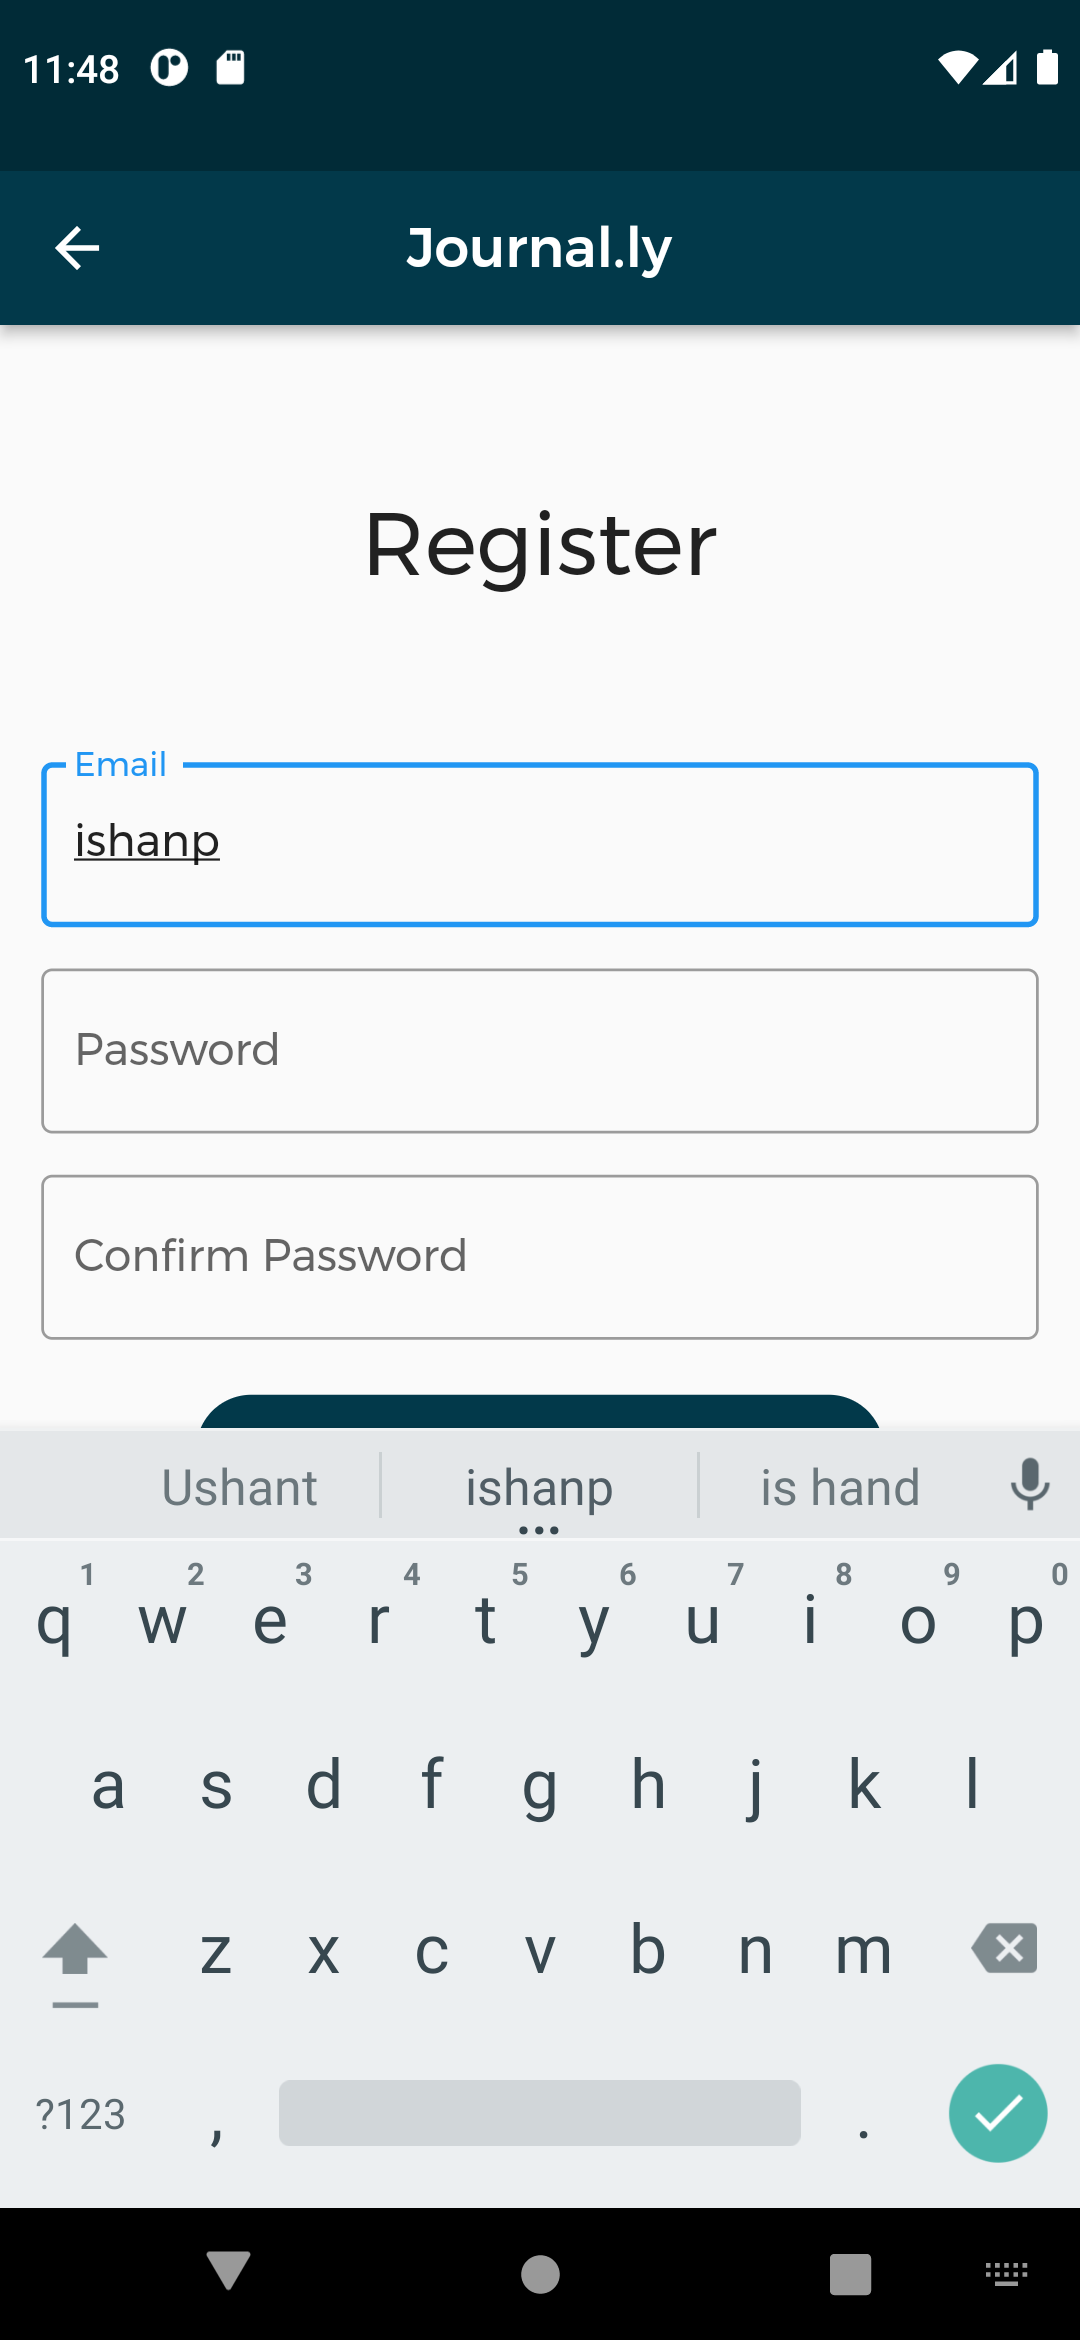 11:48
Journal.ly
Register
Email
ishanp
Password
Confirm Password
Ushant ishanp is hand
1 2 3 4 5 6 7 8 9 0
q w e r t y u i o p
a s d f g h j k l
z x c v b n m
?123 , .